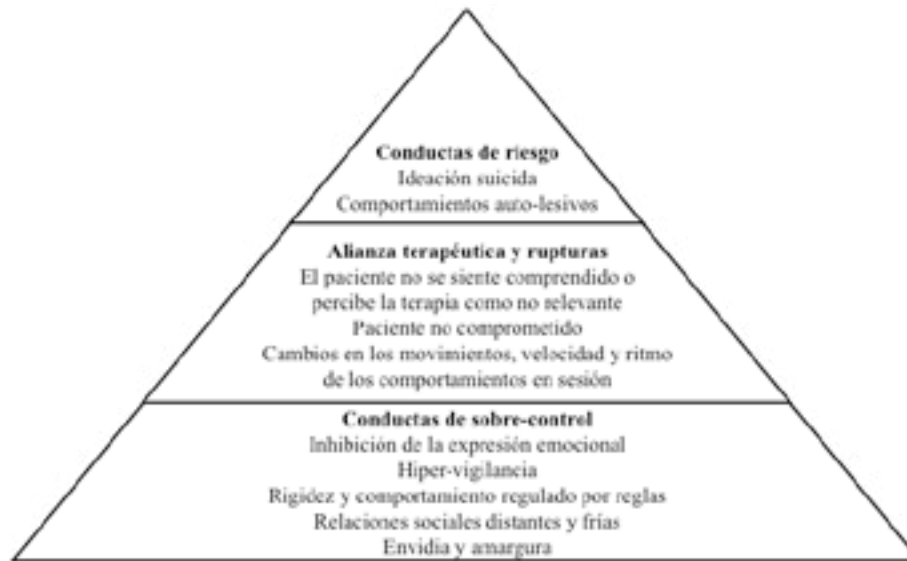 Conductas de riesgo
Ideación suicida
Comportamientos auto-lesivos
Alianza terapéutica y rupturas
El paciente no se siente comprendido o
percibe la terapia como no relevante
Paciente no comprometido
Cambios en los movimientos, velocidad y ritmo
de los comportamientos en sesión
Conductas de sobre-control
Inhibición de la expresión emocional
Hiper-vigilancia
Rigidez y comportamiento regulado por reglas
Relaciones sociales distantes y frías
Envidia y amargura